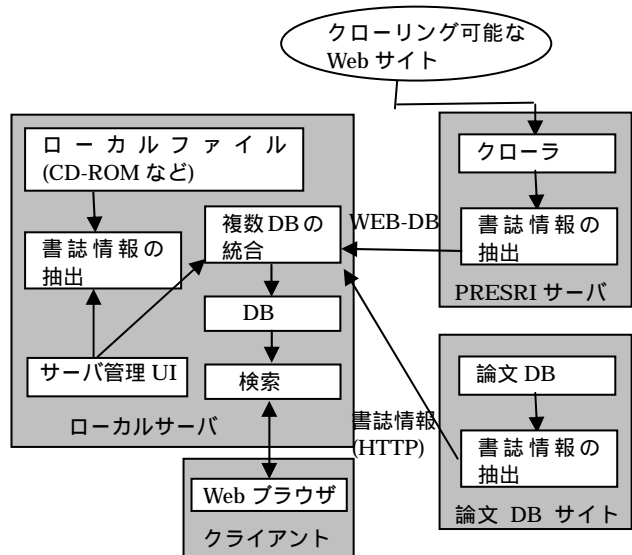 クローリング可能な
Web サイト
ローカルファイル
(CD-ROM など)
書誌情報の
抽出
サーバ管理 UI
複数 DB の
統合
DB
検索
ローカルサーバ
WEB-DB
クローラ
書誌情報の
抽出
PRESRI サーバ
書誌情報
(HTTP)
論文 DB
書誌情報の
抽出
論文 DB サイト
Web ブラウザ
クライアント